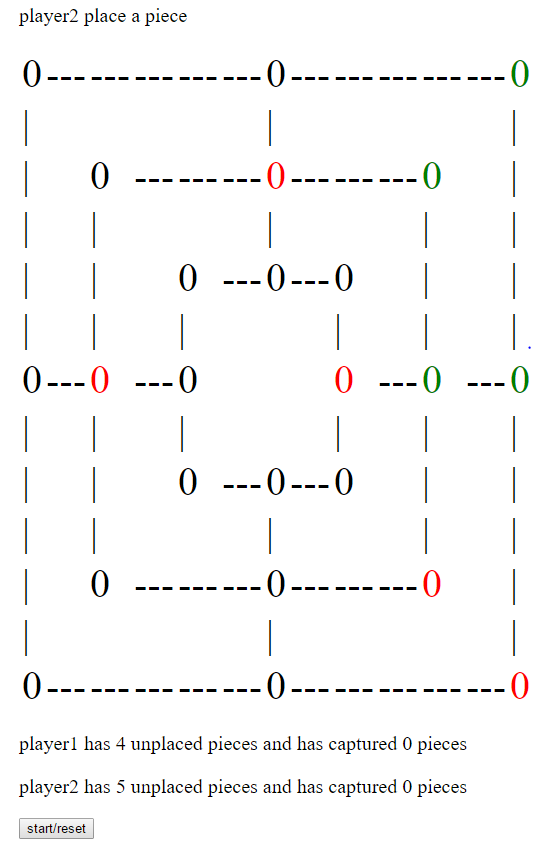 player2 place a piece
0---------------0---------------0
|                |                |
|    0 ---------0---------0    |
|    |           |           |    |
|    |    0 ---0---0    |    |
|    |    |         |    |    | .
0---0 ---0         0 ---0 ---0
|    |    |         |    |    |
|    |    0 ---0---0    |    |
|    |           |           |    |
|    0 ---------0---------0    |
|                |                |
0---------------0---------------0
player1 has 4 unplaced pieces and has captured 0 pieces
player2 has 5 unplaced pieces and has captured 0 pieces
start/reset